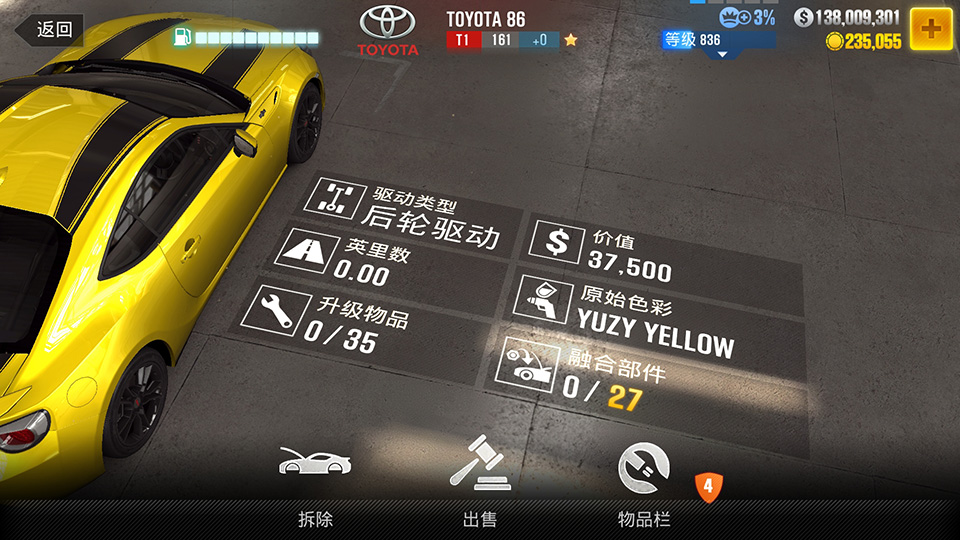 返回
TOYOTA
TOYOTA 86
T1 161 +0
3%
等级 836
138,009,301
235,055
驱动类型
后轮驱动
英里数
0.00
升级物品
0 / 35
价值
37,500
原始色彩
YUZY YELLOW
融合部件
0 / 27
拆除
出售
物品栏
4